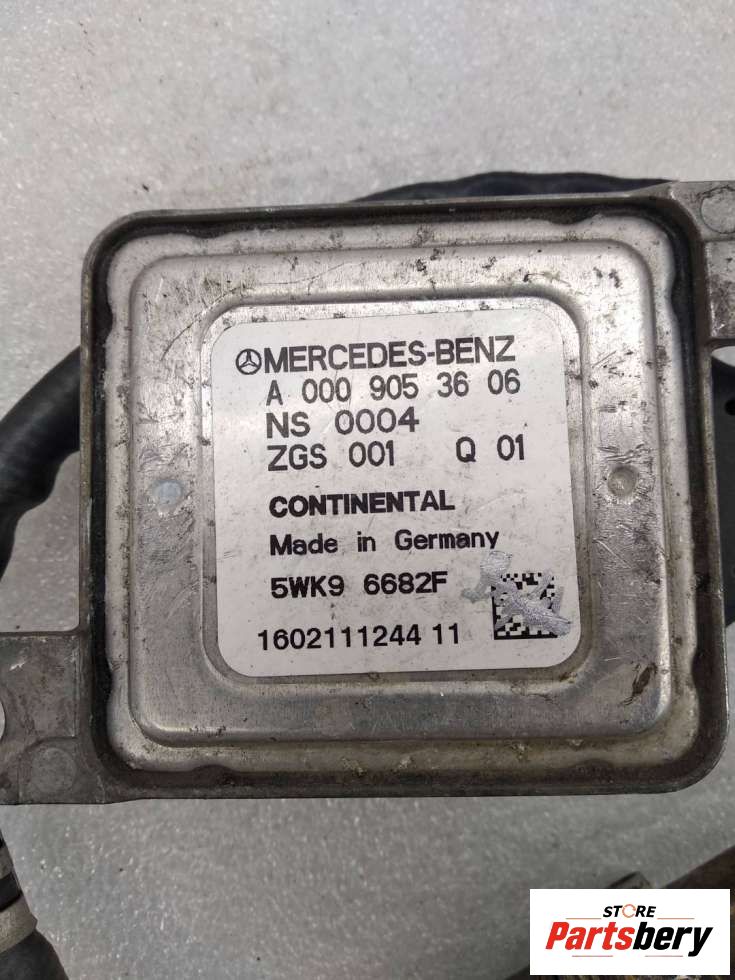 MERCEDES-BENZ
A 000 905 36 06
NS 0004
ZGS 001 Q 01
CONTINENTAL
Made in Germany
5WK9 6682F
1602111244 11
STORE
Partsbery